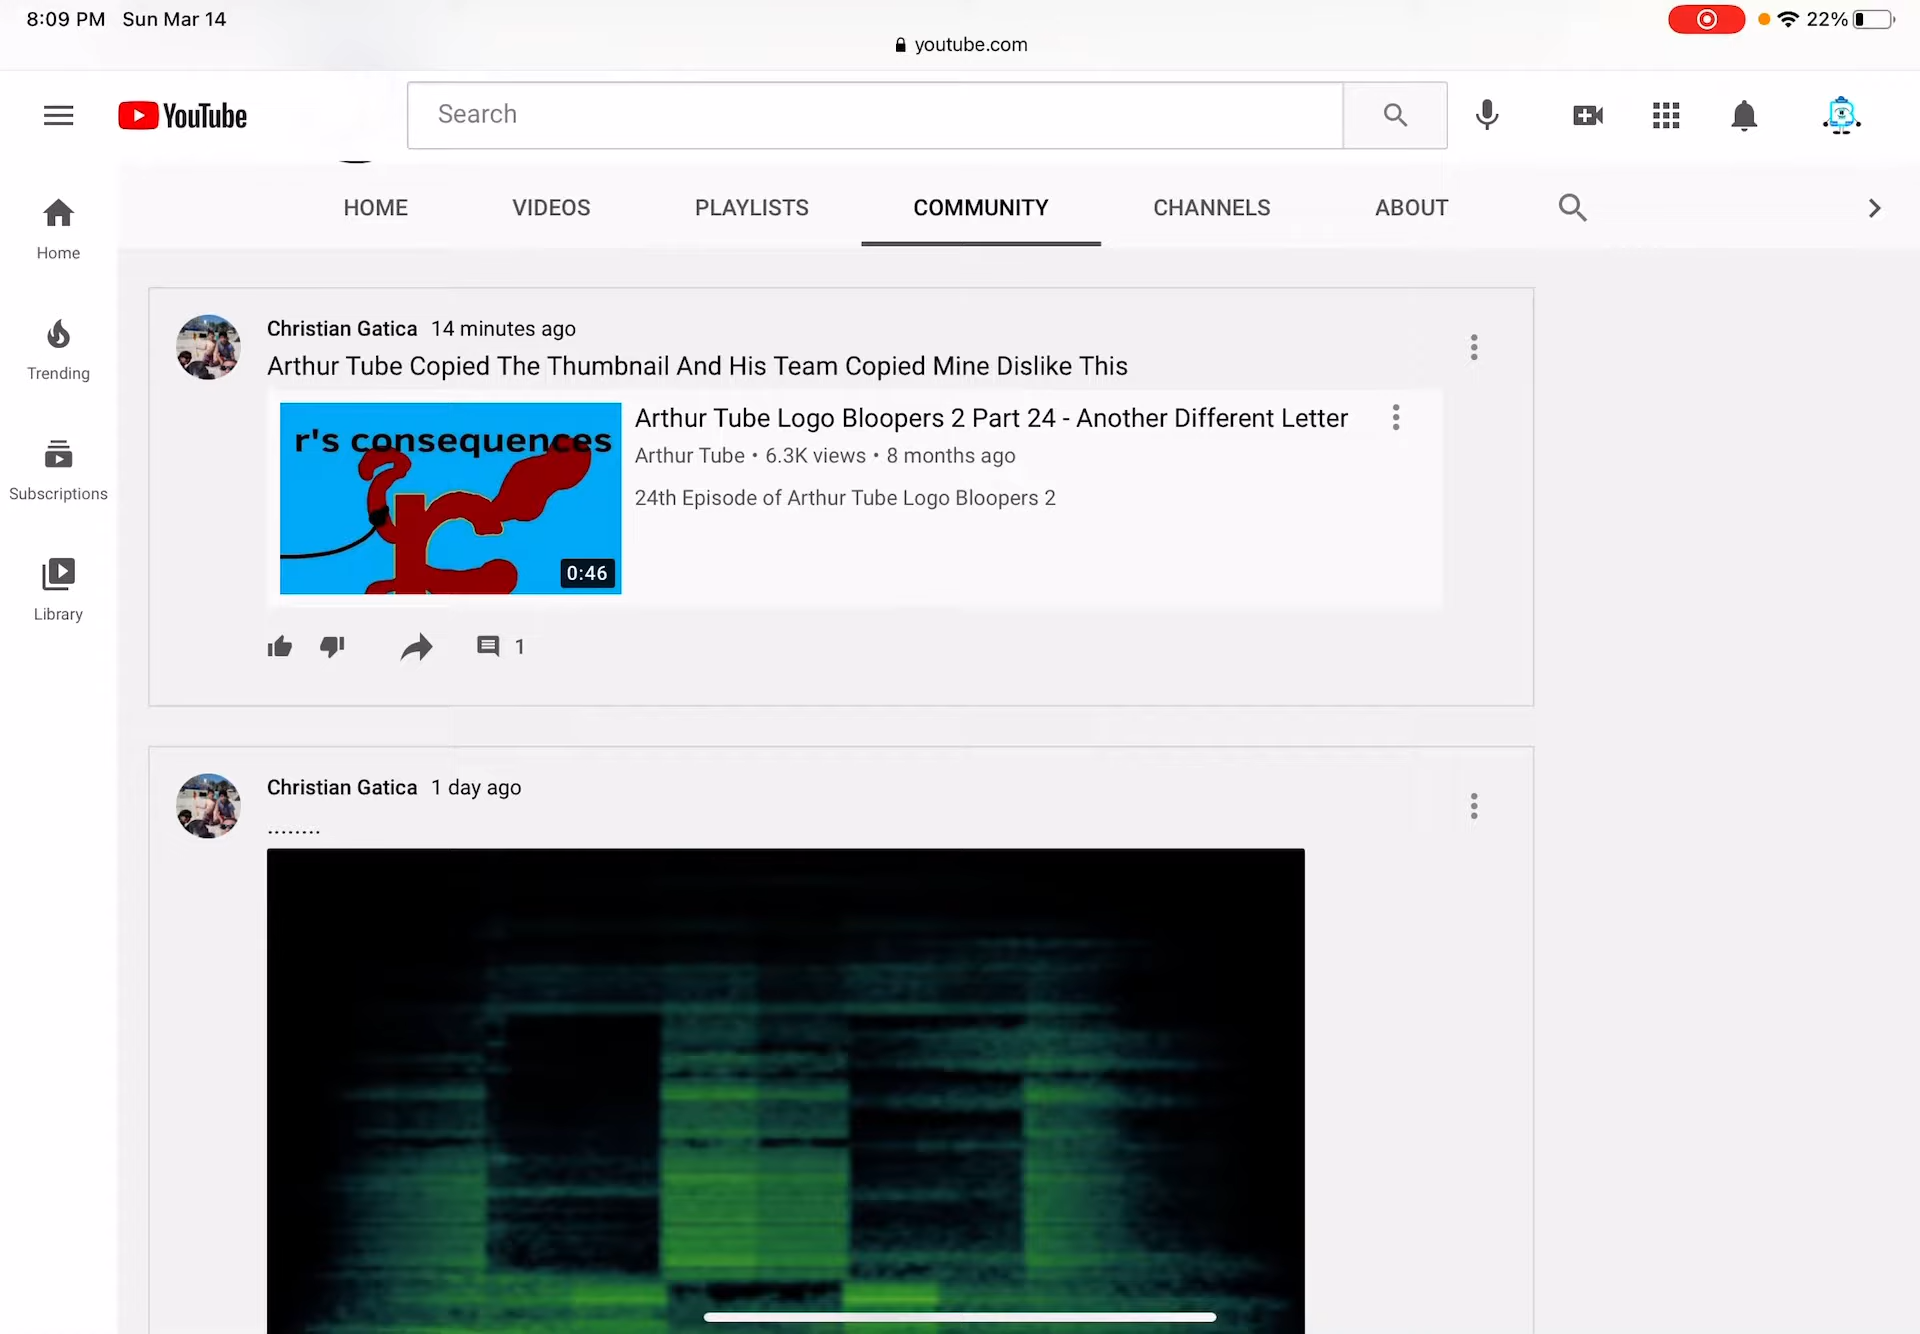 8:09 PM Sun Mar 14
22%
youtube.com
YouTube
Search
HOME VIDEOS PLAYLISTS COMMUNITY CHANNELS ABOUT
Home
Trending
Subscriptions
Library
Christian Gatica 14 minutes ago
Arthur Tube Copied The Thumbnail And His Team Copied Mine Dislike This
r's consequences
r
0:46
Arthur Tube Logo Bloopers 2 Part 24 - Another Different Letter
Arthur Tube • 6.3K views • 8 months ago
24th Episode of Arthur Tube Logo Bloopers 2
1
Christian Gatica 1 day ago
........